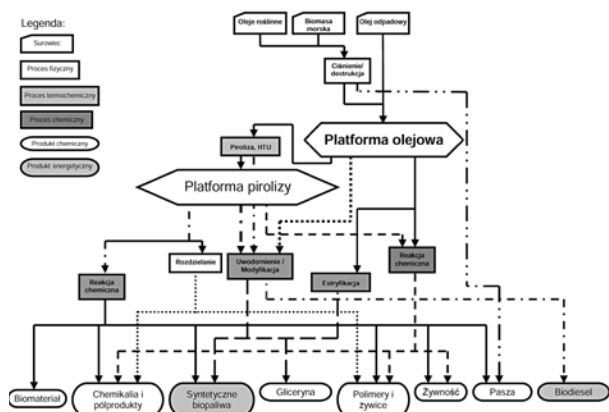 Legenda:
Surowiec
Proces fizyczny
Proces termochemiczny
Proces chemiczny
Produkt chemiczny
Produkt energetyczny
Oleje roślinne
Biomasa
morska
Olej odpadowy
Ciśnienie/
destrukcja
Platforma olejowa
Piroliza, HTU
Platforma pirolizy
Reakcja
chemiczna
Rozdzielanie
Uwodornienie /
Modyfikacja
Estryfikacja
Reakcja
chemiczna
Biomateriał
Chemikalia i
półprodukty
Syntetyczne
biopaliwa
Gliceryna
Polimery i
żywice
Żywność
Pasza
Biodiesel